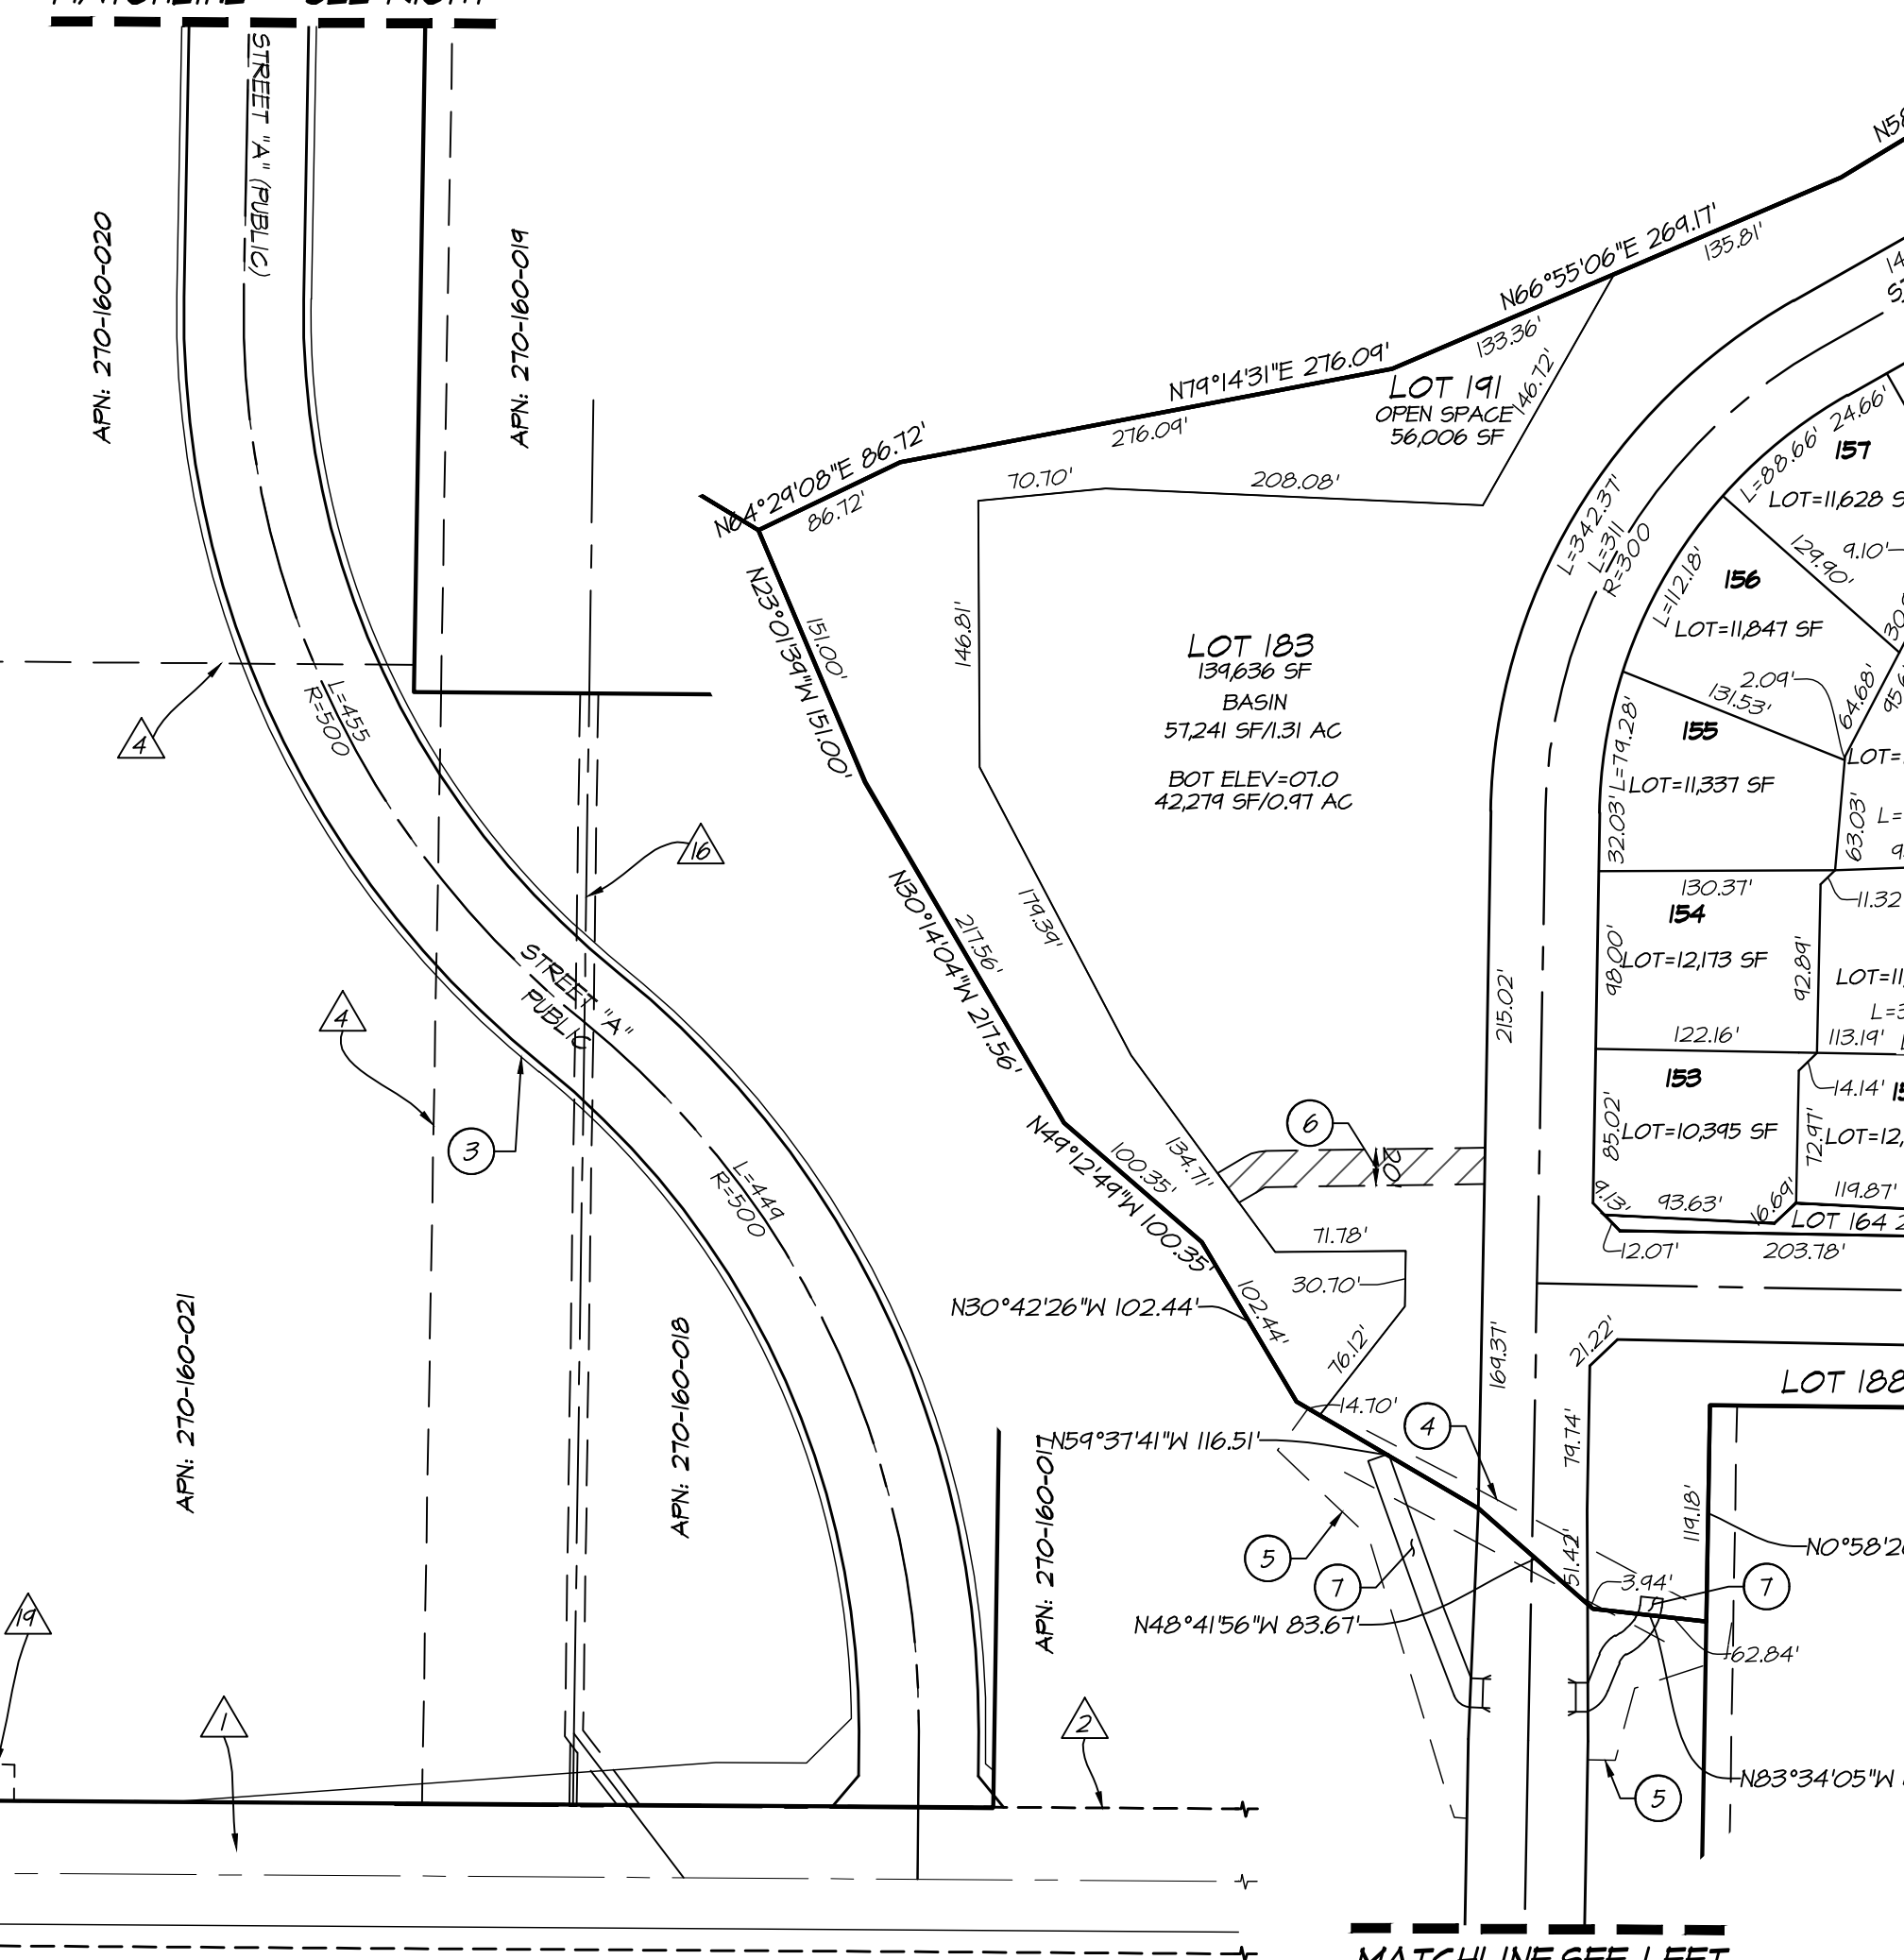 STREET "A" (PUBLIC)
APN: 270-160-020
APN: 270-160-019
L=455
R=500
4
16
4
3
STREET "A"
PUBLIC
L=449
R=500
APN: 270-160-021
APN: 270-160-018
APN: 270-160-017
19
1
2
N64°29'08"E 86.72'
86.72'
N79°14'31"E 276.09'
276.09'
N66°55'06"E 269.17'
133.36'
135.81'
146.72'
LOT 191
OPEN SPACE
56,006 SF
70.70'
208.08'
146.81'
N23°01'39"W 151.00'
151.00'
LOT 183
139,636 SF
BASIN
57,241 SF/1.31 AC
BOT ELEV=07.0
42,279 SF/0.97 AC
179.39'
N30°14'04"W 217.56'
217.56'
N49°12'49"W 100.35'
100.35'
134.71'
6
20'
71.78'
30.70'
76.12'
N30°42'26"W 102.44'
102.44'
14.70'
N59°37'41"W 116.51'
4
5
7
N48°41'56"W 83.67'
L=342.37'
L=311
R=300
215.02'
169.37'
L=88.66'
24.66'
157
LOT=11,628 S
9.10'
129.90'
L=112.18'
156
LOT=11,847 SF
2.09'
131.53'
64.68'
L=79.28'
155
LOT=11,337 SF
32.03'
63.03'
130.37'
11.32
154
LOT=12,173 SF
98.00'
92.89'
122.16'
113.19'
153
LOT=10,395 SF
85.02'
14.14'
72.97'
9.13'
93.63'
16.69'
119.87'
LOT 164
12.07'
203.78'
21.22'
LOT 188
79.74'
119.18'
51.42'
3.94'
7
62.84'
N83°34'05"W
5